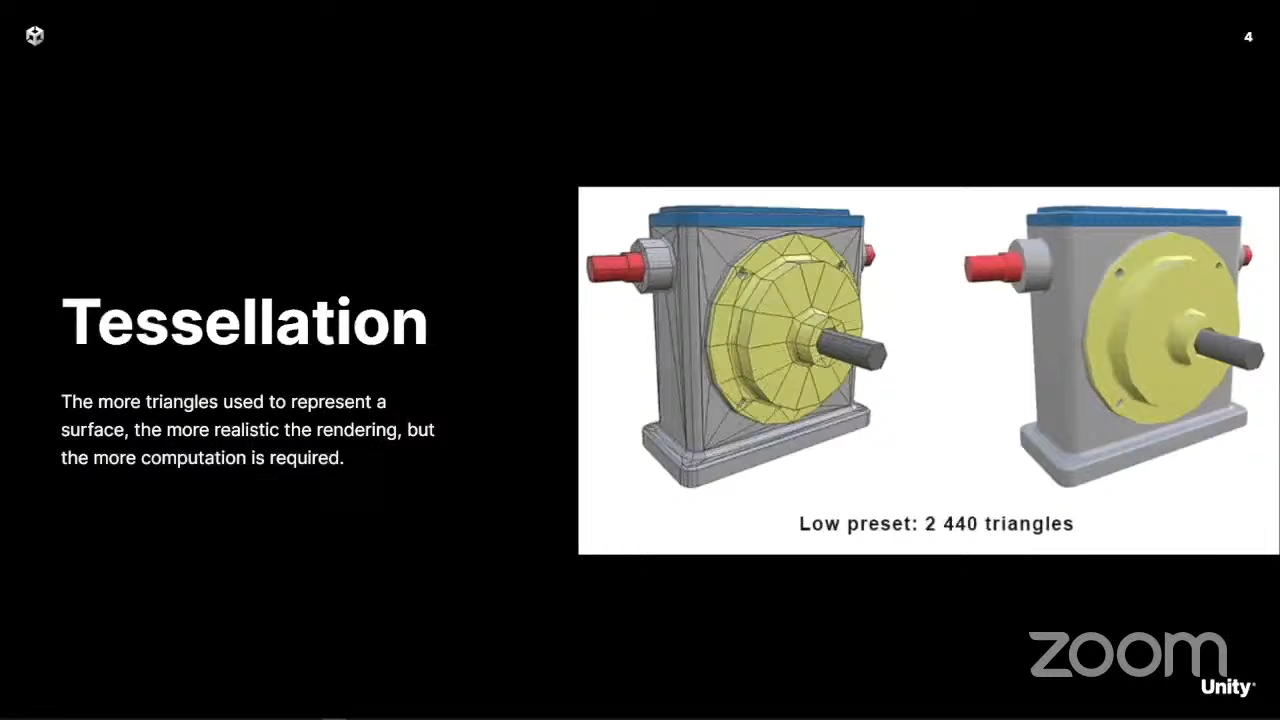 4
Tessellation
The more triangles used to represent a
surface, the more realistic the rendering, but
the more computation is required.
Low preset: 2 440 triangles
zoom
Unity